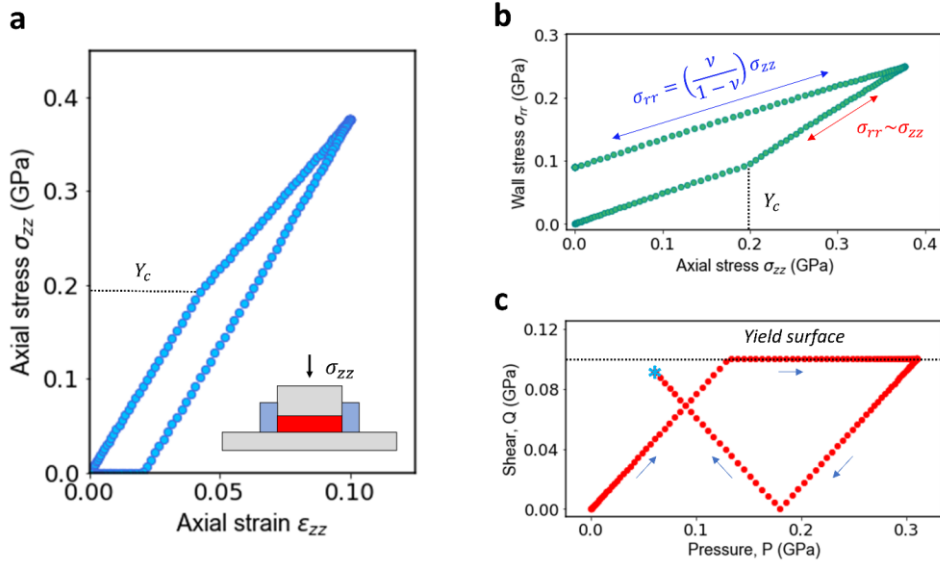 a
0.4
0.3
0.2
0.1
0.0
0.00
0.05
0.10
Axial stress σzz (GPa)
Axial strain εzz
Yc
σzz
b
0.3
0.2
0.1
0.0
0.0
0.1
0.2
0.3
0.4
Wall stress σrr (GPa)
Axial stress σzz (GPa)
σrr = (ν/(1 − ν)) σzz
σrr~σzz
Yc
c
0.12
0.08
0.04
0.00
0.0
0.1
0.2
0.3
Shear, Q (GPa)
Pressure, P (GPa)
Yield surface